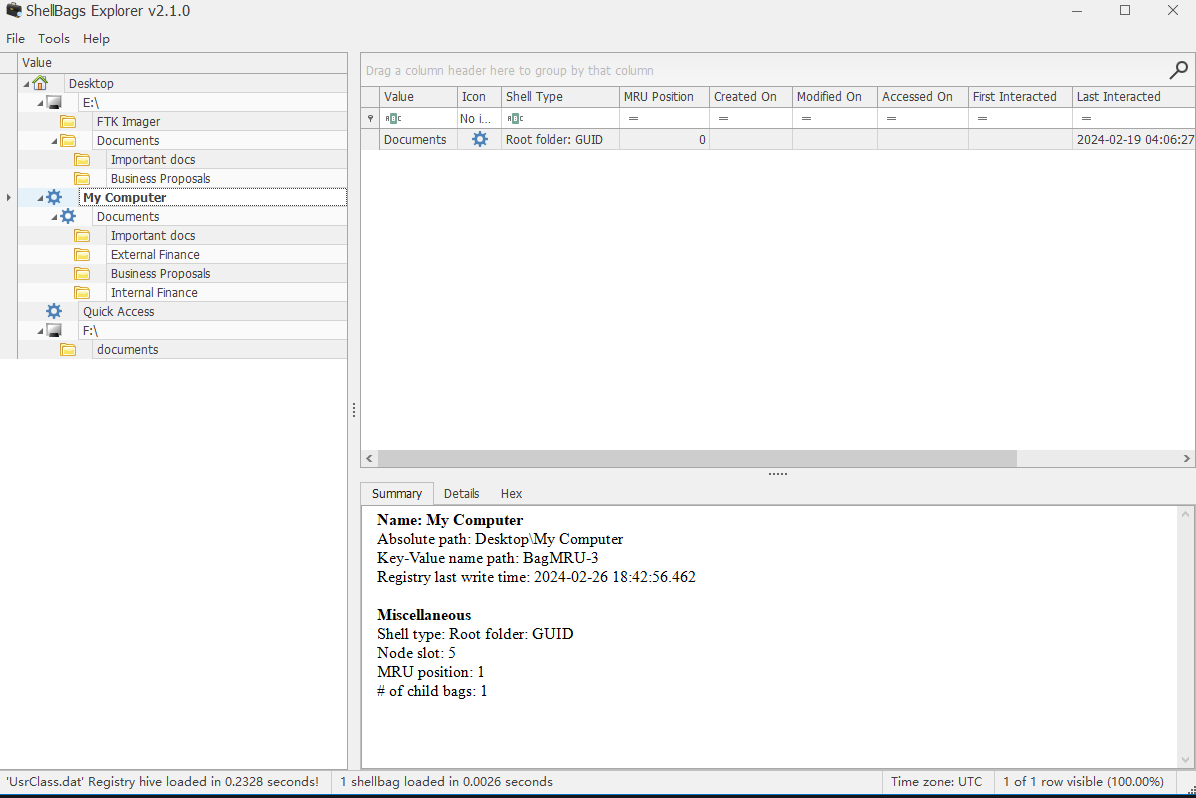 ShellBags Explorer v2.1.0
File Tools Help
Value
Desktop
E:\
FTK Imager
Documents
Important docs
Business Proposals
My Computer
Documents
Important docs
External Finance
Business Proposals
Internal Finance
Quick Access
F:\
documents
Drag a column header here to group by that column
Value Icon Shell Type MRU Position Created On Modified On Accessed On First Interacted Last Interacted
No i... = = = = = =
Documents Root folder: GUID 0 2024-02-19 04:06:27
Summary Details Hex
Name: My Computer
Absolute path: Desktop\My Computer
Key-Value name path: BagMRU-3
Registry last write time: 2024-02-26 18:42:56.462
Miscellaneous
Shell type: Root folder: GUID
Node slot: 5
MRU position: 1
# of child bags: 1
'UsrClass.dat' Registry hive loaded in 0.2328 seconds! 1 shellbag loaded in 0.0026 seconds Time zone: UTC 1 of 1 row visible (100.00%)